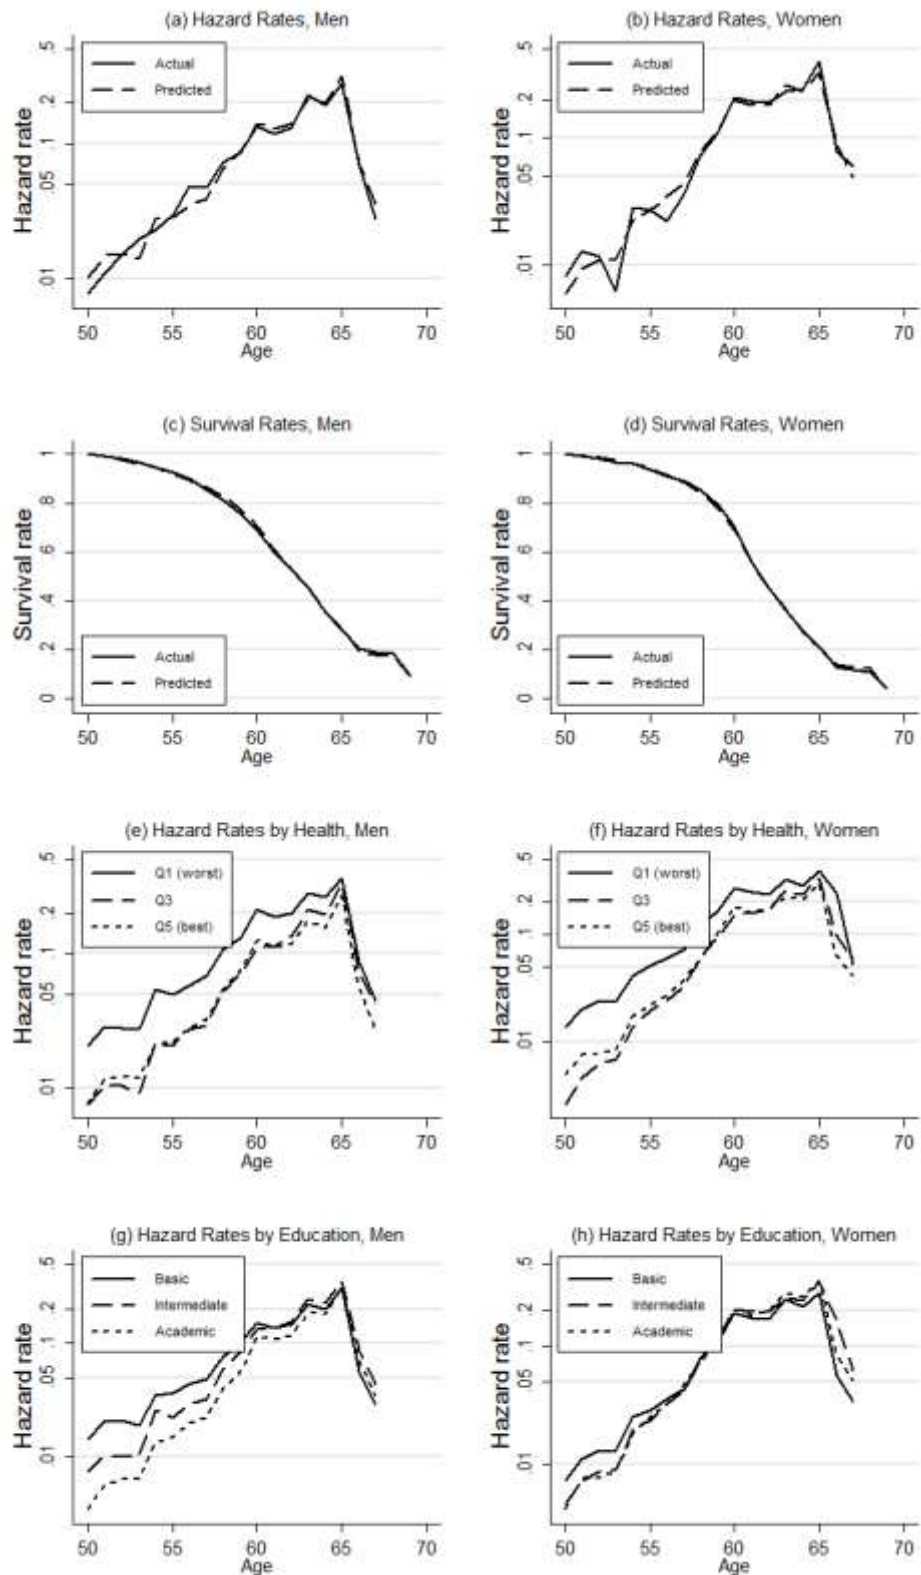 (a) Hazard Rates, Men
Hazard rate
.5
.2
.1
.05
.01
Actual
Predicted
50 55 60 65 70
Age
(b) Hazard Rates, Women
Hazard rate
.5
.2
.1
.05
.01
Actual
Predicted
50 55 60 65 70
Age
(c) Survival Rates, Men
Survival rate
1
.8
.6
.4
.2
0
Actual
Predicted
50 55 60 65 70
Age
(d) Survival Rates, Women
Survival rate
1
.8
.6
.4
.2
0
Actual
Predicted
50 55 60 65 70
Age
(e) Hazard Rates by Health, Men
Hazard rate
.5
.2
.1
.05
.01
Q1 (worst)
Q3
Q5 (best)
50 55 60 65 70
Age
(f) Hazard Rates by Health, Women
Hazard rate
.5
.2
.1
.05
.01
Q1 (worst)
Q3
Q5 (best)
50 55 60 65 70
Age
(g) Hazard Rates by Education, Men
Hazard rate
.5
.2
.1
.05
.01
Basic
Intermediate
Academic
50 55 60 65 70
Age
(h) Hazard Rates by Education, Women
Hazard rate
.5
.2
.1
.05
.01
Basic
Intermediate
Academic
50 55 60 65 70
Age